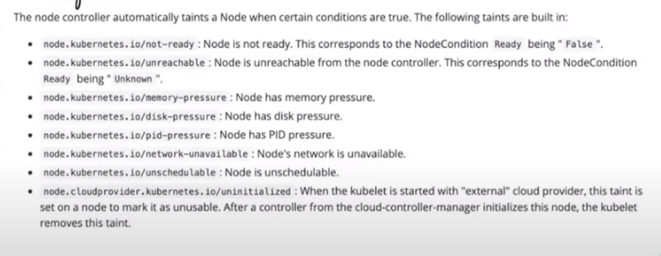 The node controller automatically taints a Node when certain conditions are true. The following taints are built in:
• node.kubernetes.io/not-ready : Node is not ready. This corresponds to the NodeCondition Ready being " False ".
• node.kubernetes.io/unreachable : Node is unreachable from the node controller. This corresponds to the NodeCondition
Ready being " Unknown ".
• node.kubernetes.io/memory-pressure : Node has memory pressure.
• node.kubernetes.io/disk-pressure : Node has disk pressure.
• node.kubernetes.io/pid-pressure : Node has PID pressure.
• node.kubernetes.io/network-unavailable : Node's network is unavailable.
• node.kubernetes.io/unschedulable : Node is unschedulable.
• node.cloudprovider.kubernetes.io/uninitialized : When the kubelet is started with "external" cloud provider, this taint is
set on a node to mark it as unusable. After a controller from the cloud-controller-manager initializes this node, the kubelet
removes this taint.